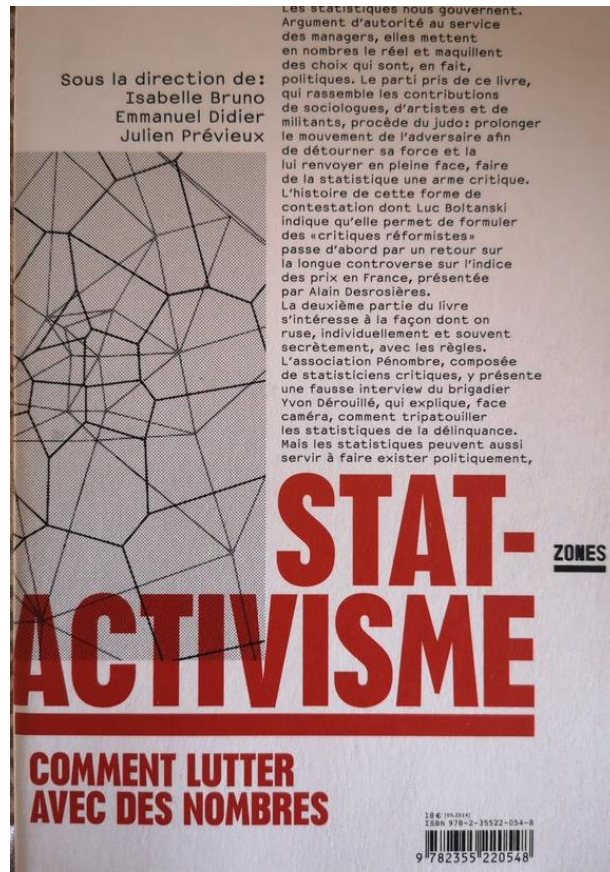 Les statistiques nous gouvernent.
Argument d'autorité au service
des managers, elles mettent
en nombres le réel et maquillent
des choix qui sont, en fait,
politiques. Le parti pris de ce livre,
qui rassemble les contributions
de sociologues, d'artistes et de
militants, procède du judo: prolonger
le mouvement de l'adversaire afin
de détourner sa force et la
lui renvoyer en pleine face, faire
de la statistique une arme critique.
L'histoire de cette forme de
contestation dont Luc Boltanski
indique qu'elle permet de formuler
des «critiques réformistes»
passe d'abord par un retour sur
la longue controverse sur l'indice
des prix en France, présentée
par Alain Desrosières.
La deuxième partie du livre
s'intéresse à la façon dont on
ruse, individuellement et souvent
secrètement, avec les règles.
L'association Pénombre, composée
de statisticiens critiques, y présente
une fausse interview du brigadier
Yvon Dérouillé, qui explique, face
caméra, comment tripatouiller
les statistiques de la délinquance.
Mais les statistiques peuvent aussi
servir à faire exister politiquement,
Sous la direction de:
Isabelle Bruno
Emmanuel Didier
Julien Prévieux
STAT-
ACTIVISME
ZONES
COMMENT LUTTER
AVEC DES NOMBRES
18 € [05.2014]
ISBN 978-2-35522-054-8
9 782355 220548